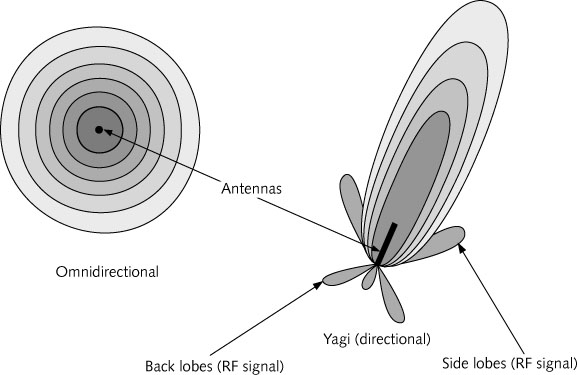 Antennas
Omnidirectional
Yagi (directional)
Back lobes (RF signal)
Side lobes (RF signal)